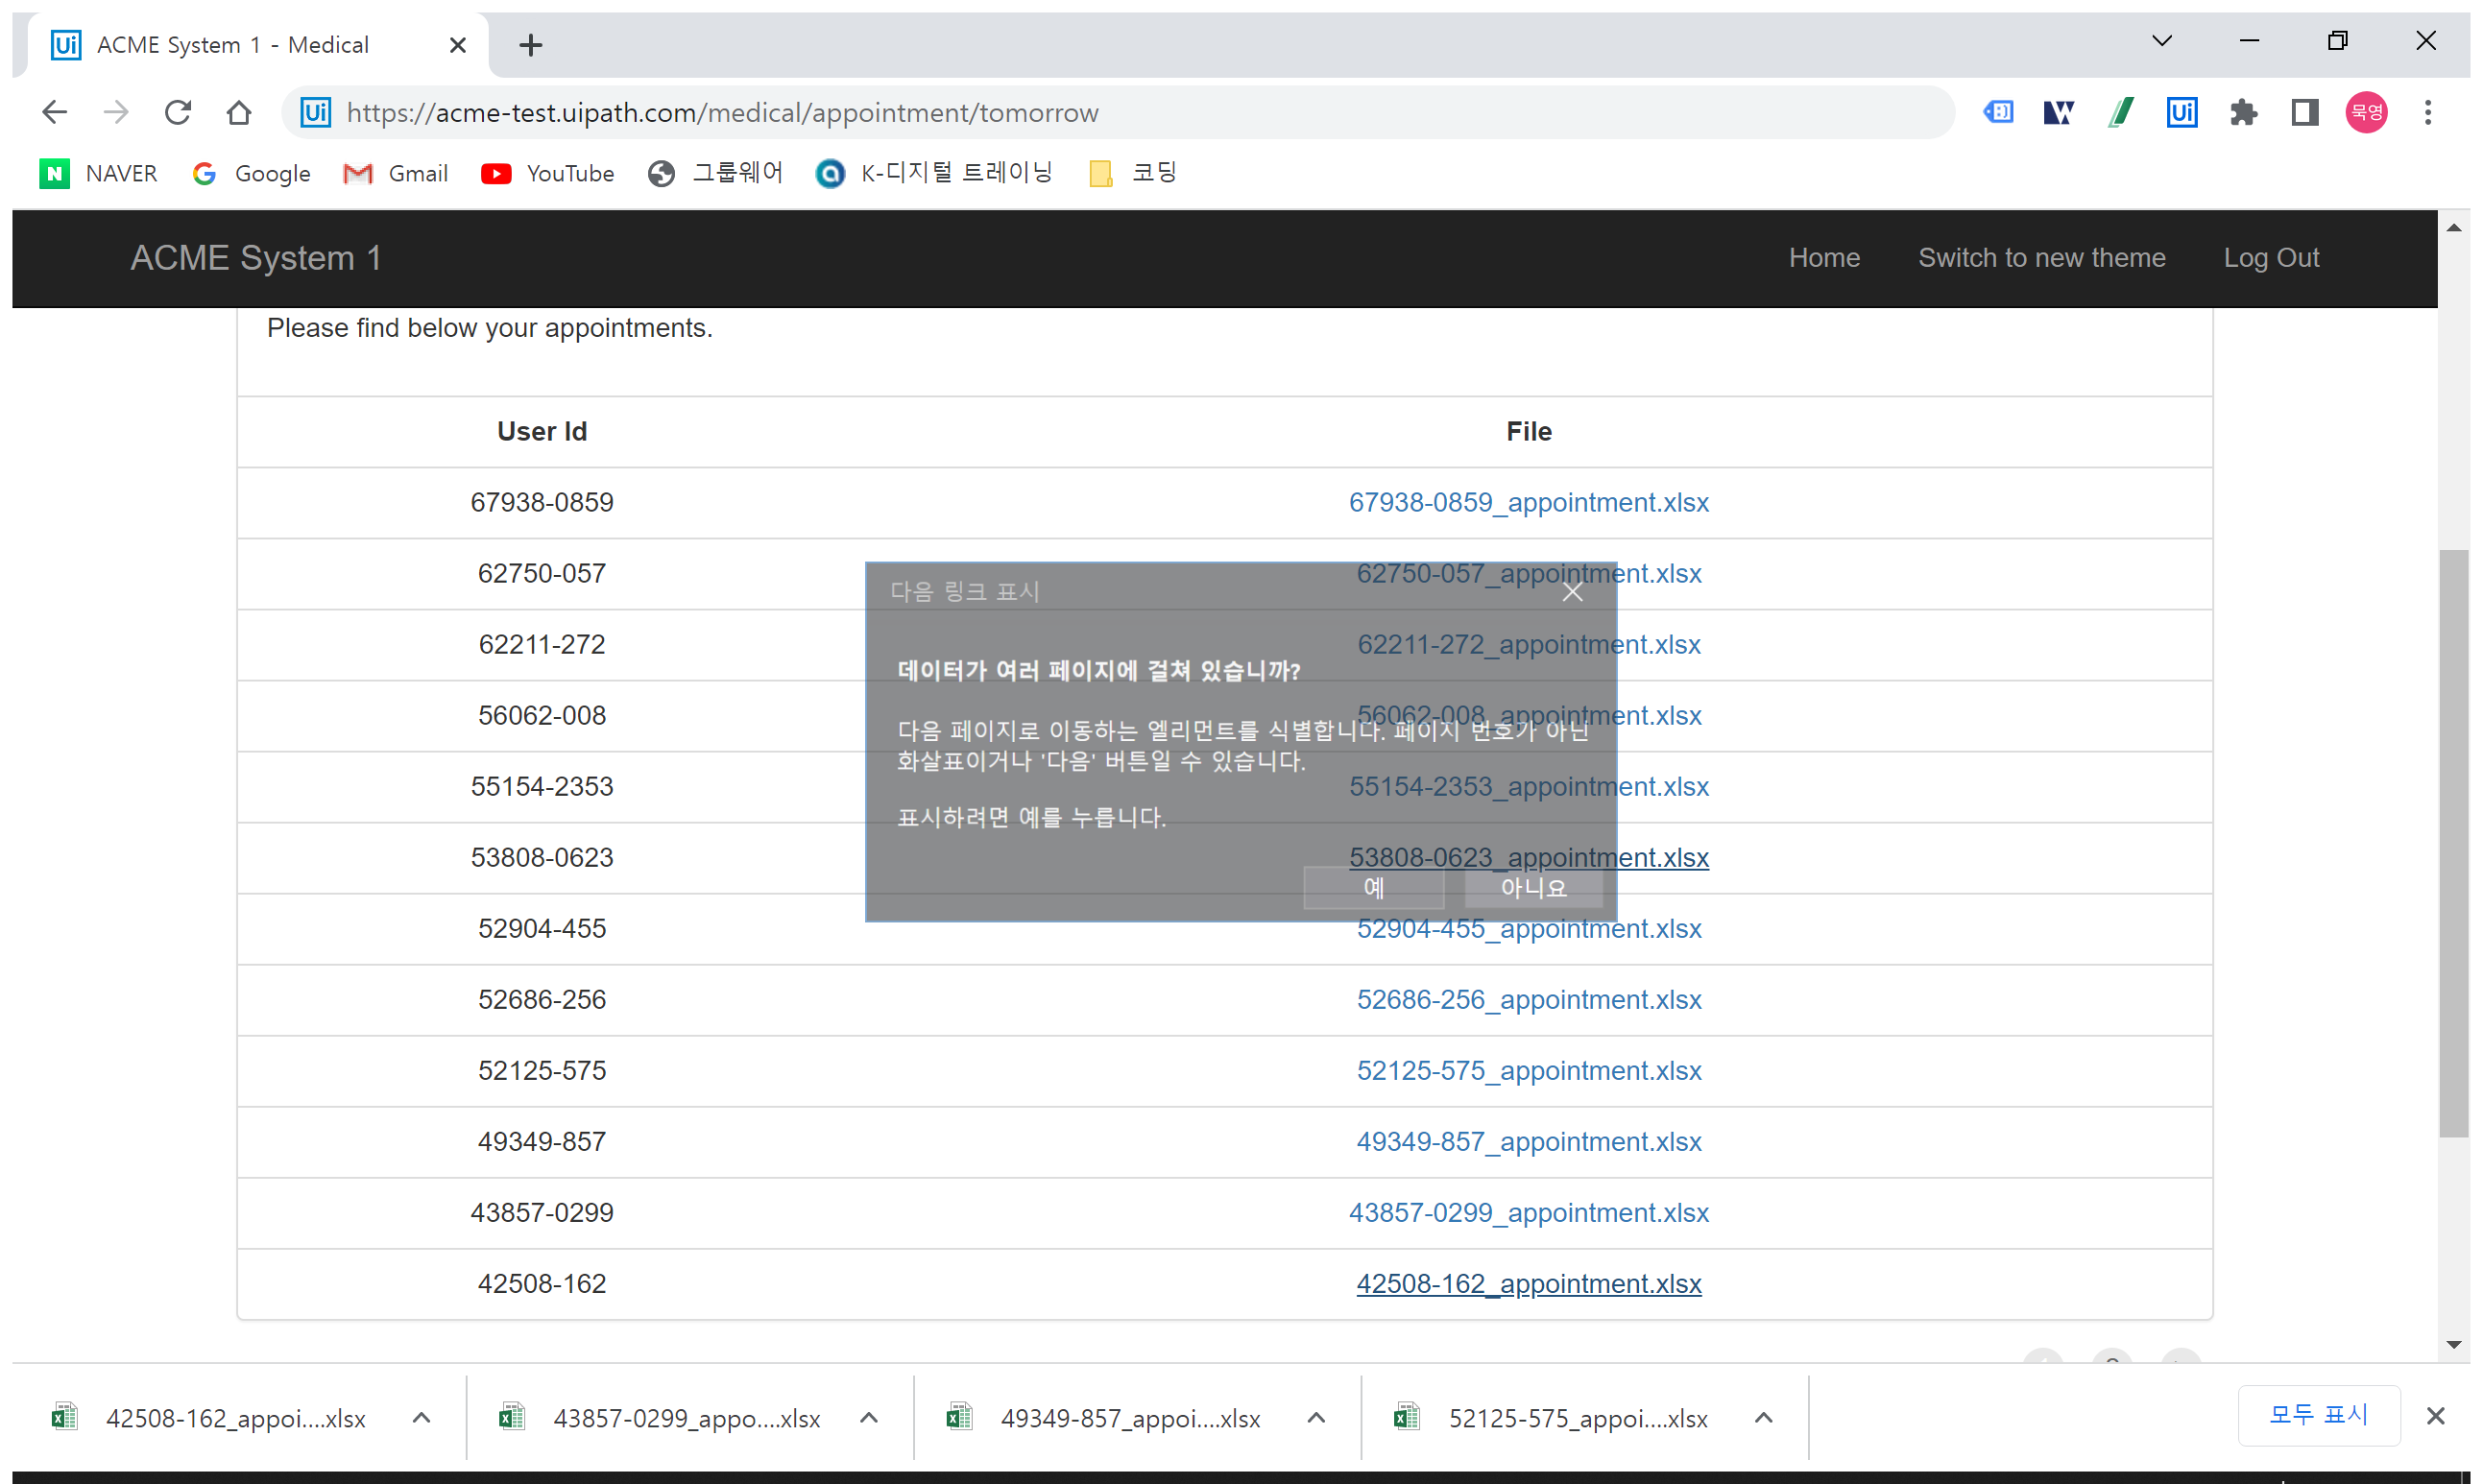 Ui ACME System 1 - Medical
Ui https://acme-test.uipath.com/medical/appointment/tomorrow Ui 묵영
N NAVER Google Gmail YouTube 그룹웨어 K-디지털 트레이닝 코딩
ACME System 1 Home Switch to new theme Log Out
Please find below your appointments.
User Id File
67938-0859 67938-0859_appointment.xlsx
62750-057 62750-057_appointment.xlsx
다음 링크 표시
62211-272 62211-272_appointment.xlsx
데이터가 여러 페이지에 걸쳐 있습니까?
56062-008 56062-008_appointment.xlsx
다음 페이지로 이동하는 엘리먼트를 식별합니다. 페이지 번호가 아닌
화살표이거나 '다음' 버튼일 수 있습니다.
55154-2353 55154-2353_appointment.xlsx
표시하려면 예를 누릅니다.
53808-0623 53808-0623_appointment.xlsx
예 아니요
52904-455 52904-455_appointment.xlsx
52686-256 52686-256_appointment.xlsx
52125-575 52125-575_appointment.xlsx
49349-857 49349-857_appointment.xlsx
43857-0299 43857-0299_appointment.xlsx
42508-162 42508-162_appointment.xlsx
42508-162_appoi....xlsx 43857-0299_appo....xlsx 49349-857_appoi....xlsx 52125-575_appoi....xlsx 모두 표시